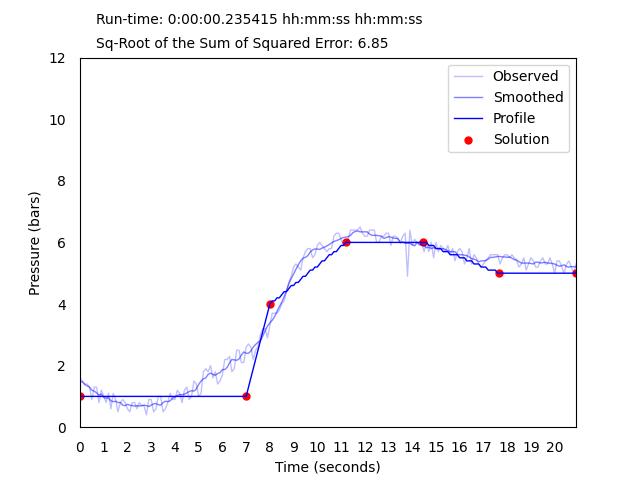 Run-time: 0:00:00.235415 hh:mm:ss hh:mm:ss
Sq-Root of the Sum of Squared Error: 6.85
Observed
Smoothed
Profile
Solution
Pressure (bars)
12
10
8
6
4
2
0
0 1 2 3 4 5 6 7 8 9 10 11 12 13 14 15 16 17 18 19 20
Time (seconds)